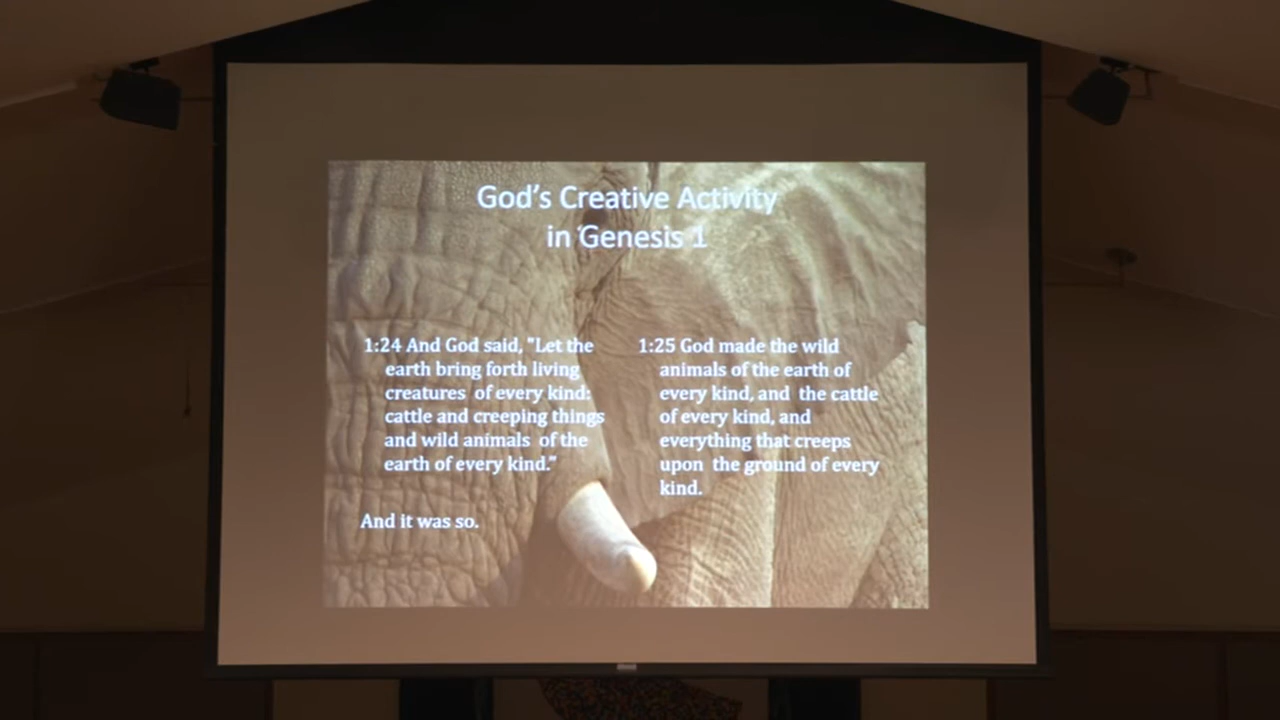 God's Creative Activity
in Genesis 1
1:24 And God said, "Let the
earth bring forth living
creatures of every kind:
cattle and creeping things
and wild animals of the
earth of every kind."
And it was so.
1:25 God made the wild
animals of the earth of
every kind, and the cattle
of every kind, and
everything that creeps
upon the ground of every
kind.